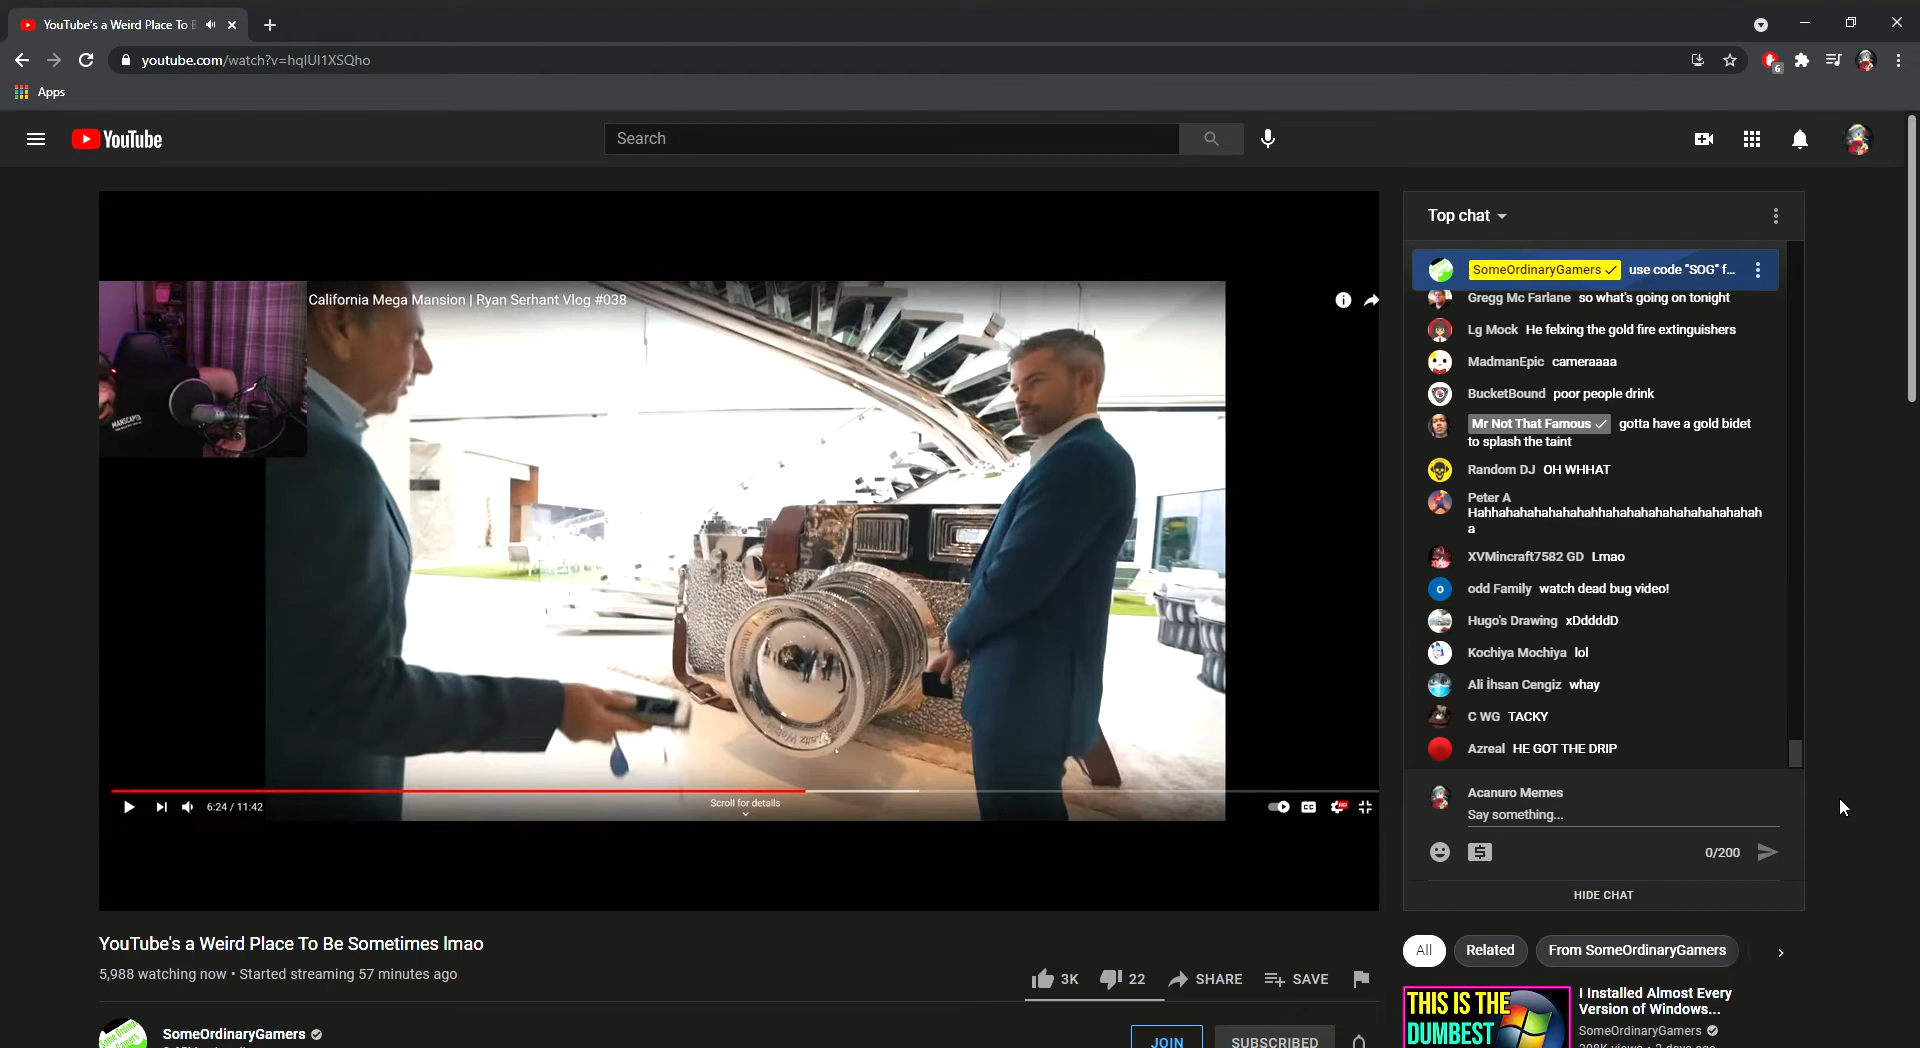 YouTube's a Weird Place To B
youtube.com/watch?v=hqIUI1XSQho
6
Apps
YouTube
Search
California Mega Mansion | Ryan Serhant Vlog #038
MANSCAPED
6:24 / 11:42
Scroll for details
CC
HD
Top chat
SomeOrdinaryGamers use code "SOG" f...
Gregg Mc Farlane so what's going on tonight
Lg Mock He felxing the gold fire extinguishers
MadmanEpic cameraaaa
BucketBound poor people drink
Mr Not That Famous gotta have a gold bidet
to splash the taint
Random DJ OH WHHAT
Peter A
Hahhahahahahahahhahahahahahahahahahah
a
XVMincraft7582 GD Lmao
odd Family watch dead bug video!
Hugo's Drawing xDddddD
Kochiya Mochiya lol
Ali İhsan Cengiz whay
C WG TACKY
Azreal HE GOT THE DRIP
Acanuro Memes
Say something...
0/200
HIDE CHAT
YouTube's a Weird Place To Be Sometimes lmao
5,988 watching now • Started streaming 57 minutes ago
3K
22
SHARE
SAVE
SomeOrdinaryGamers
JOIN
SUBSCRIBED
All
Related
From SomeOrdinaryGamers
THIS IS THE
DUMBEST
I Installed Almost Every
Version of Windows...
SomeOrdinaryGamers